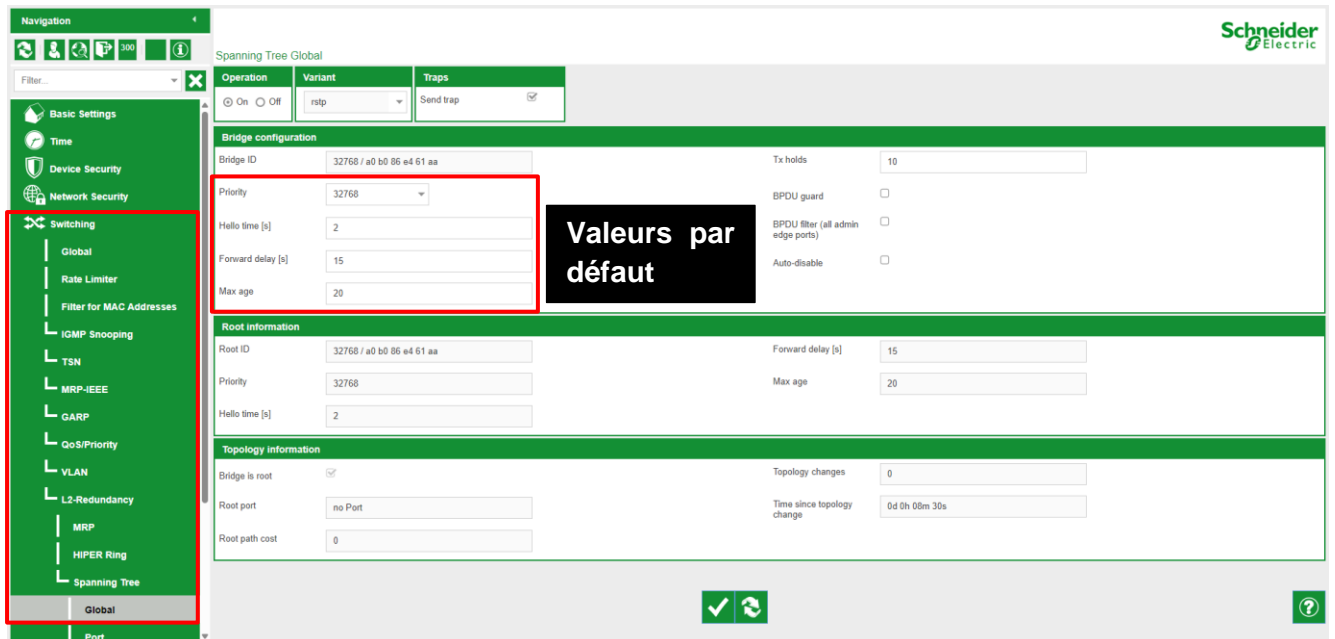 Navigation
300
Filter...
Basic Settings
Time
Device Security
Network Security
Switching
Global
Rate Limiter
Filter for MAC Addresses
IGMP Snooping
TSN
MRP-IEEE
GARP
QoS/Priority
VLAN
L2-Redundancy
MRP
HIPER Ring
Spanning Tree
Global
Port
Schneider
Electric
Spanning Tree Global
Operation
On Off
Variant
rstp
Traps
Send trap
Bridge configuration
Bridge ID 32768 / a0 b0 86 e4 61 aa
Priority 32768
Hello time [s] 2
Forward delay [s] 15
Max age 20
Valeurs par
défaut
Tx holds 10
BPDU guard
BPDU filter (all admin
edge ports)
Auto-disable
Root information
Root ID 32768 / a0 b0 86 e4 61 aa
Priority 32768
Hello time [s] 2
Forward delay [s] 15
Max age 20
Topology information
Bridge is root
Root port no Port
Root path cost 0
Topology changes 0
Time since topology
change
0d 0h 08m 30s